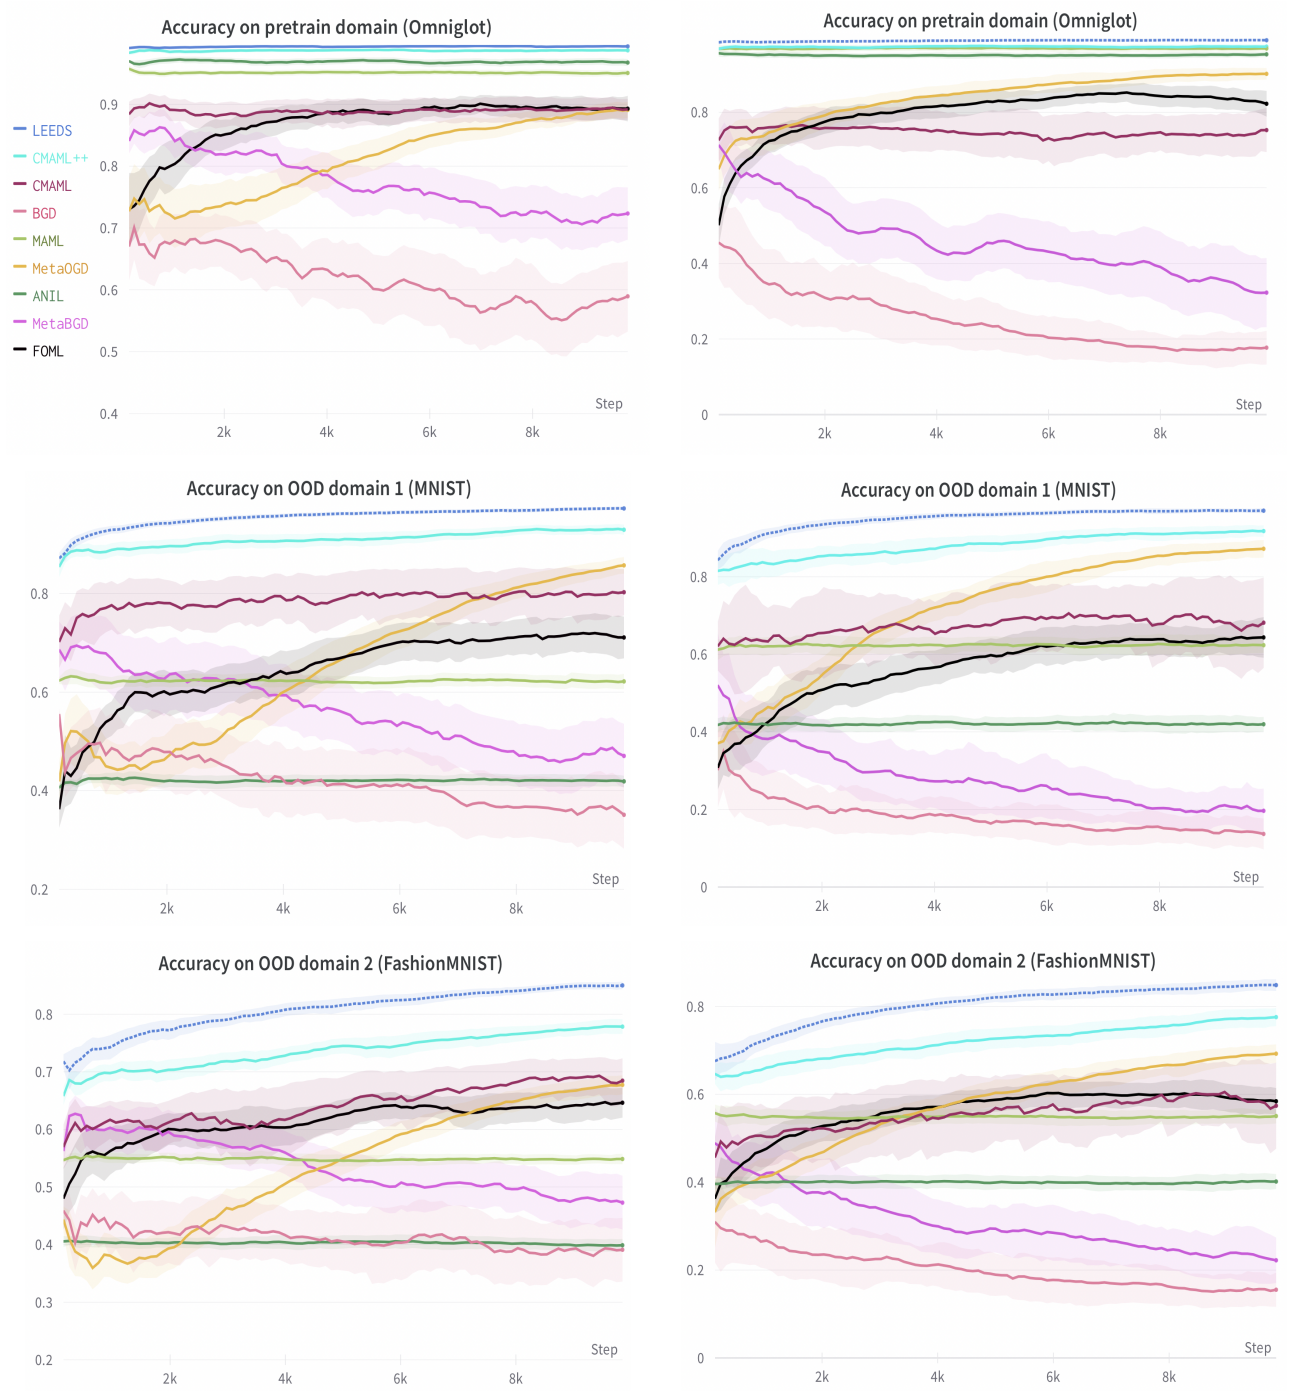 Accuracy on pretrain domain (Omniglot)
0.9
0.8
0.7
0.6
0.5
0.4
2k 4k 6k 8k
Step
LEEDS
CMAML++
CMAML
BGD
MAML
MetaOGD
ANIL
MetaBGD
FOML
Accuracy on pretrain domain (Omniglot)
0.8
0.6
0.4
0.2
0
2k 4k 6k 8k
Step
Accuracy on OOD domain 1 (MNIST)
0.8
0.6
0.4
0.2
2k 4k 6k 8k
Step
Accuracy on OOD domain 1 (MNIST)
0.8
0.6
0.4
0.2
0
2k 4k 6k 8k
Step
Accuracy on OOD domain 2 (FashionMNIST)
0.8
0.7
0.6
0.5
0.4
0.3
0.2
2k 4k 6k 8k
Step
Accuracy on OOD domain 2 (FashionMNIST)
0.8
0.6
0.4
0.2
0
2k 4k 6k 8k
Step